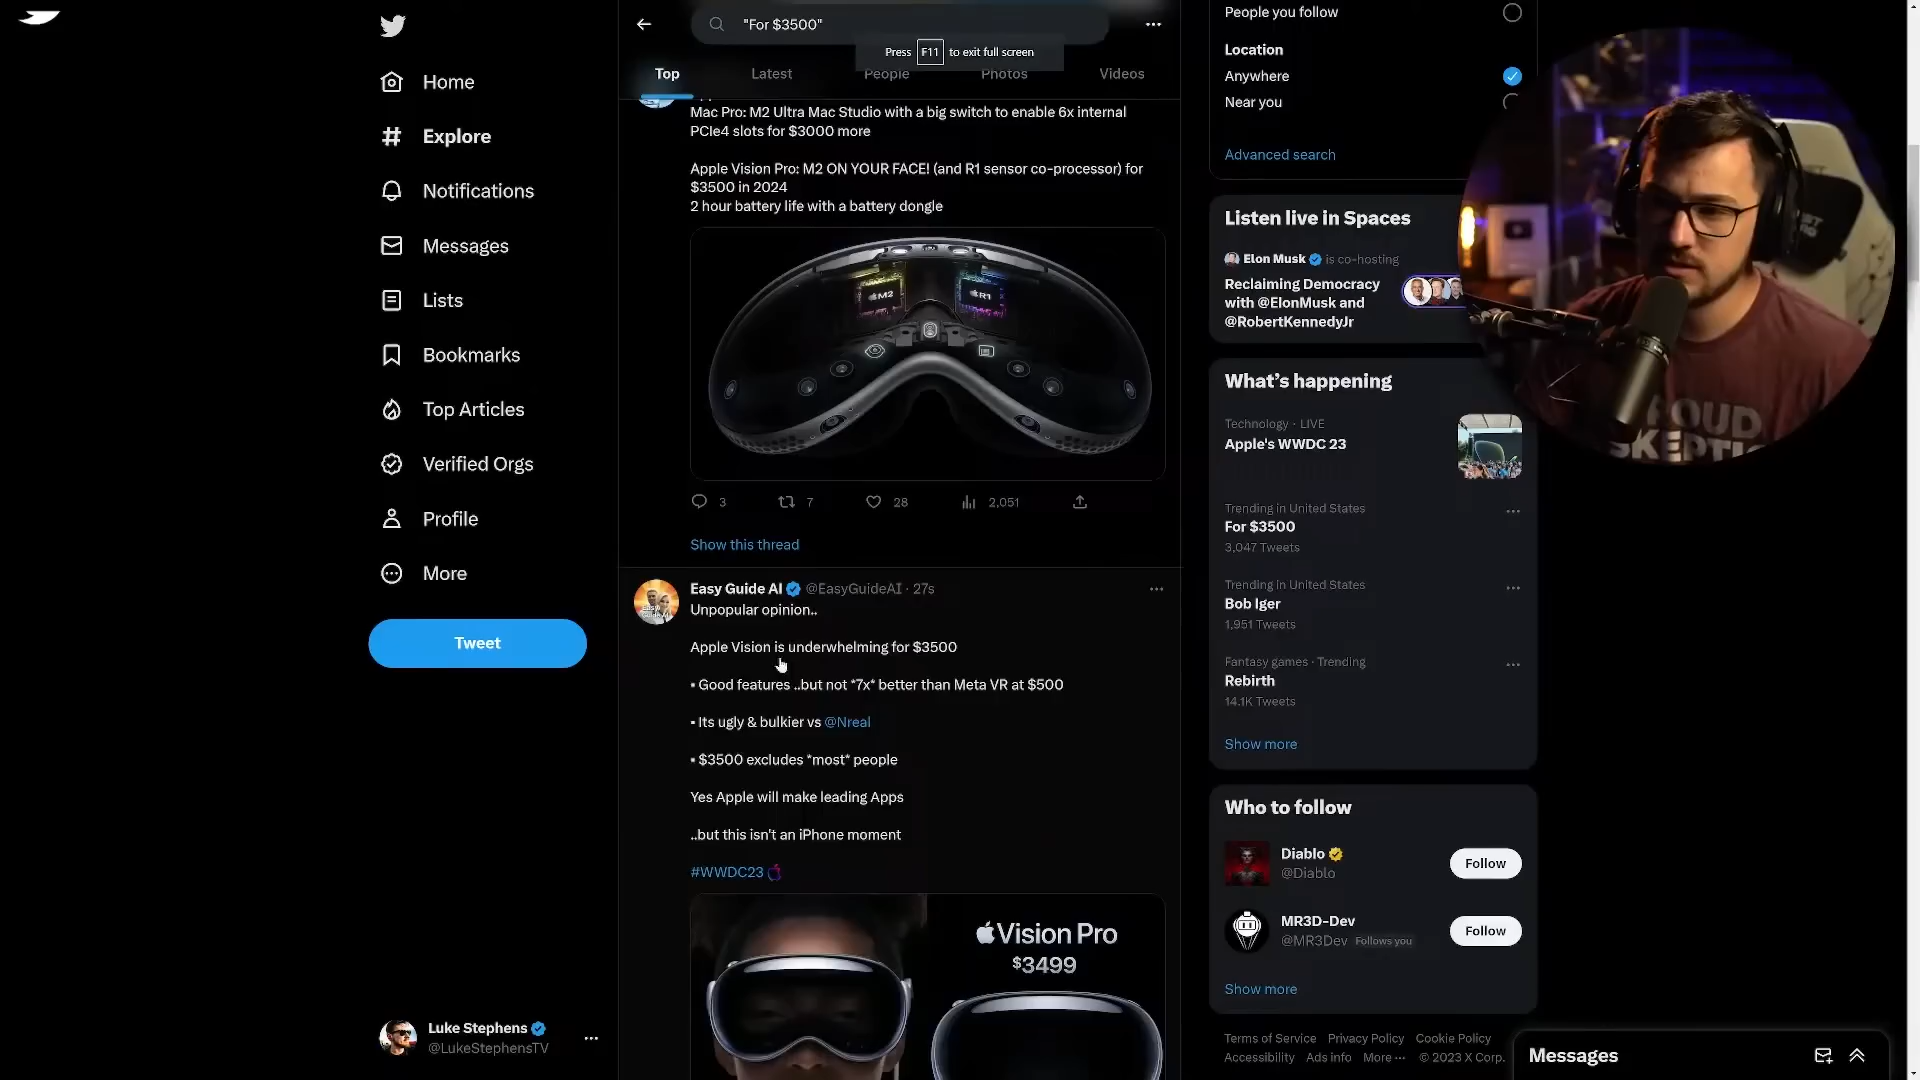 Home
Explore
Notifications
Messages
Lists
Bookmarks
Top Articles
Verified Orgs
Profile
More
Tweet
Luke Stephens
@LukeStephensTV
"For $3500"
Press F11 to exit full screen
Top
Latest
People
Photos
Videos
Mac Pro: M2 Ultra Mac Studio with a big switch to enable 6x internal
PCIe4 slots for $3000 more
Apple Vision Pro: M2 ON YOUR FACE! (and R1 sensor co-processor) for
$3500 in 2024
2 hour battery life with a battery dongle
M2
R1
3
7
28
2,051
Show this thread
Easy Guide AI @EasyGuideAI · 27s
Unpopular opinion..
Apple Vision is underwhelming for $3500
▪ Good features ..but not *7x* better than Meta VR at $500
▪ Its ugly & bulkier vs @Nreal
▪ $3500 excludes *most* people
Yes Apple will make leading Apps
..but this isn't an iPhone moment
#WWDC23
Vision Pro
$3499
People you follow
Location
Anywhere
Near you
Advanced search
Listen live in Spaces
Elon Musk is co-hosting
Reclaiming Democracy
with @ElonMusk and
@RobertKennedyJr
What's happening
Technology · LIVE
Apple's WWDC 23
Trending in United States
For $3500
3,047 Tweets
Trending in United States
Bob Iger
1,951 Tweets
Fantasy games · Trending
Rebirth
14.1K Tweets
Show more
Who to follow
Diablo
@Diablo
Follow
MR3D-Dev
@MR3Dev Follows you
Follow
Show more
Terms of Service Privacy Policy Cookie Policy
Accessibility Ads info More ··· © 2023 X Corp.
Messages